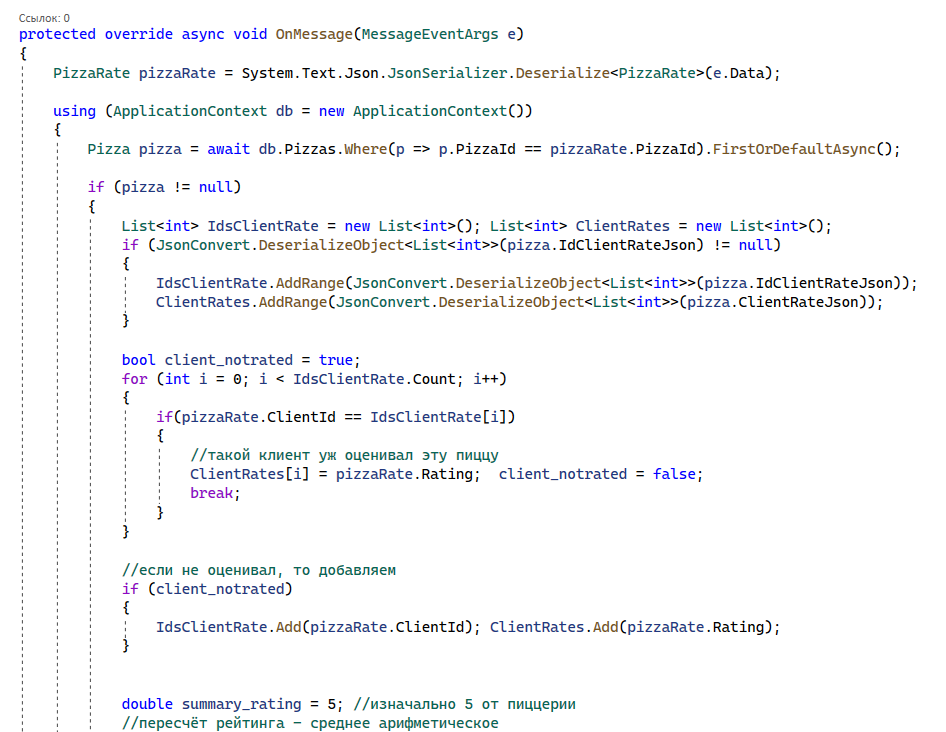 Ссылок: 0
protected override async void OnMessage(MessageEventArgs e)
{
PizzaRate pizzaRate = System.Text.Json.JsonSerializer.Deserialize<PizzaRate>(e.Data);
using (ApplicationContext db = new ApplicationContext())
{
Pizza pizza = await db.Pizzas.Where(p => p.PizzaId == pizzaRate.PizzaId).FirstOrDefaultAsync();
if (pizza != null)
{
List<int> IdsClientRate = new List<int>(); List<int> ClientRates = new List<int>();
if (JsonConvert.DeserializeObject<List<int>>(pizza.IdClientRateJson) != null)
{
IdsClientRate.AddRange(JsonConvert.DeserializeObject<List<int>>(pizza.IdClientRateJson));
ClientRates.AddRange(JsonConvert.DeserializeObject<List<int>>(pizza.ClientRateJson));
}
bool client_notrated = true;
for (int i = 0; i < IdsClientRate.Count; i++)
{
if(pizzaRate.ClientId == IdsClientRate[i])
{
//такой клиент уж оценивал эту пиццу
ClientRates[i] = pizzaRate.Rating; client_notrated = false;
break;
}
}
//если не оценивал, то добавляем
if (client_notrated)
{
IdsClientRate.Add(pizzaRate.ClientId); ClientRates.Add(pizzaRate.Rating);
}
double summary_rating = 5; //изначально 5 от пиццерии
//пересчёт рейтинга - среднее арифметическое